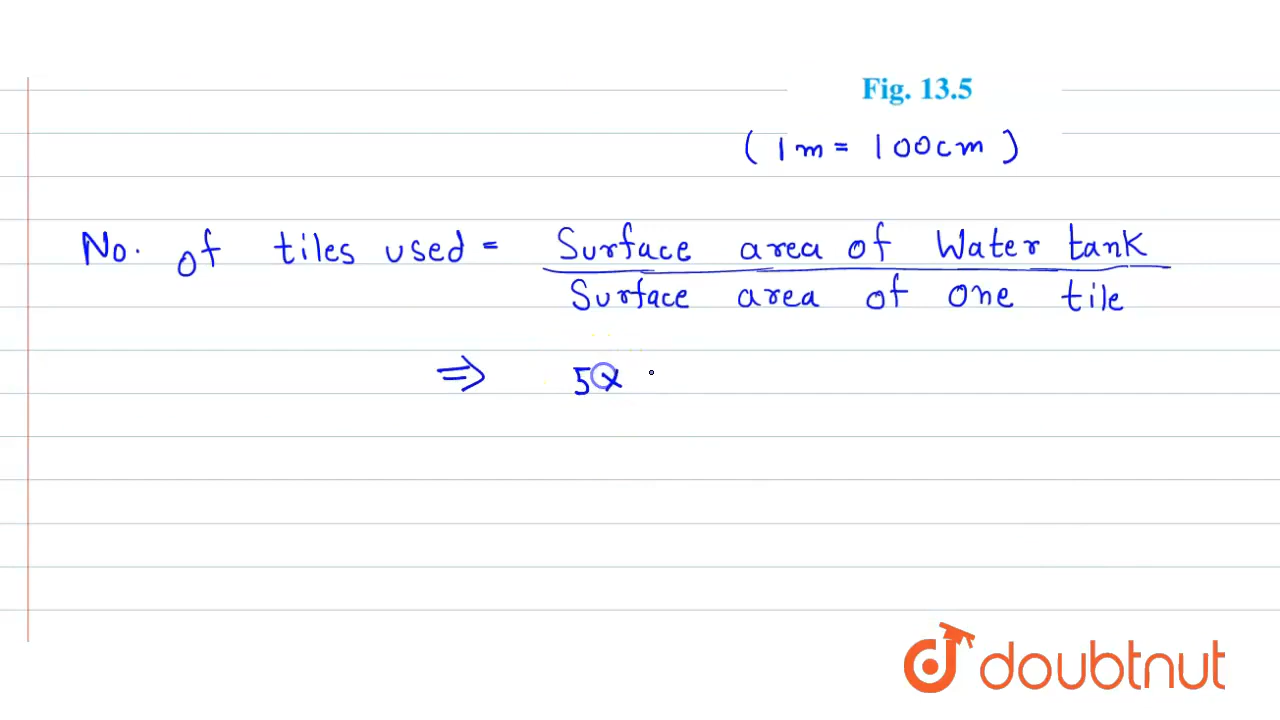 Fig. 13.5
( 1 m = 100cm )
No. of tiles used = Surface area of Water tank
Surface area of one tile
⇒ 5 ×
doubtnut